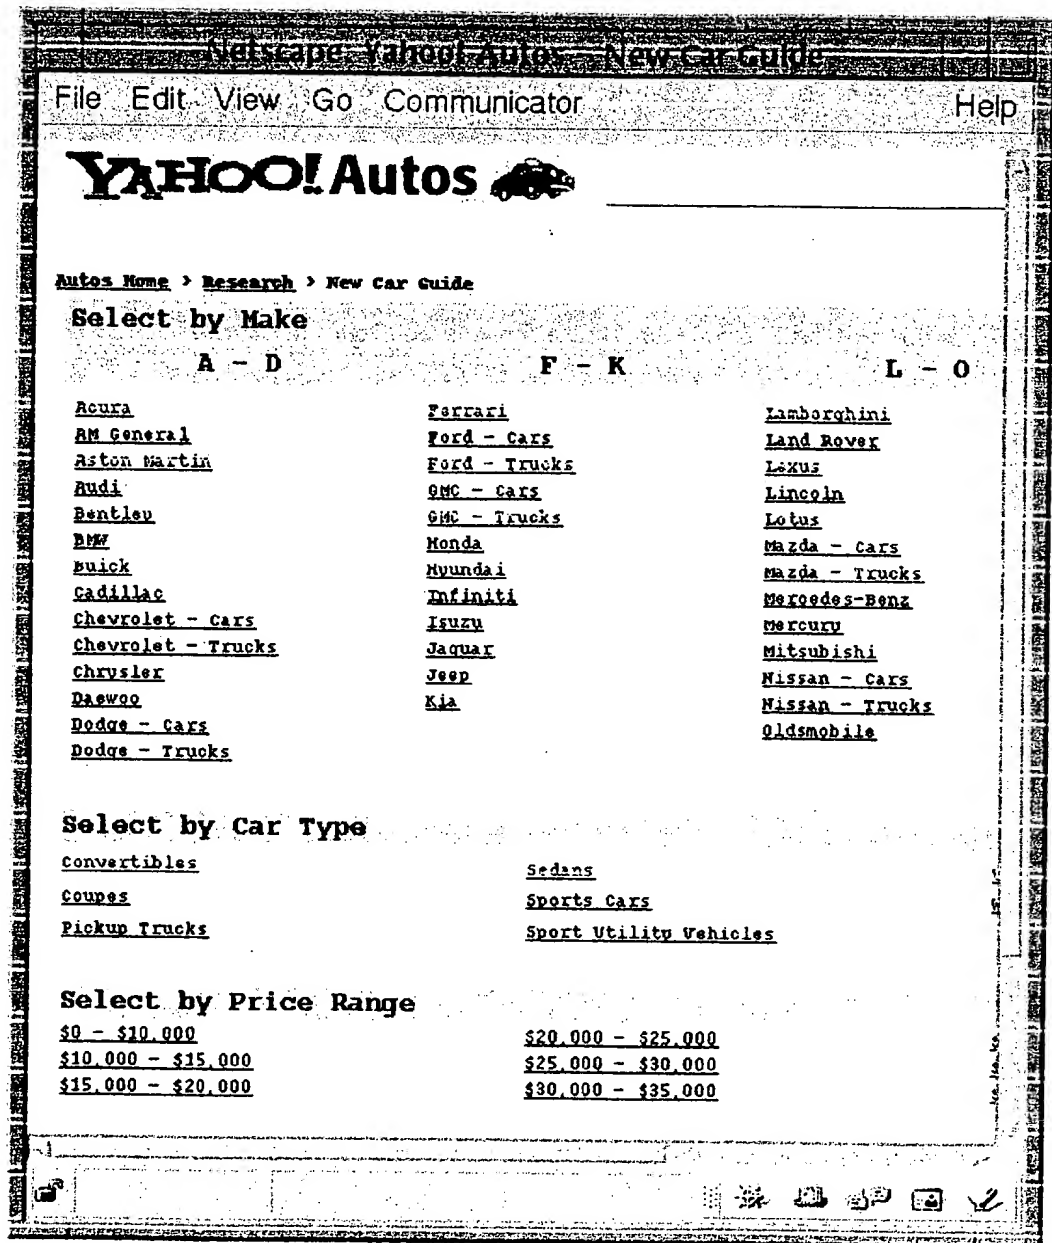 Netscape: Yahoo! Autos - New Car Guide
File Edit View Go Communicator Help
YAHOO! Autos
Autos Home > Research > New Car Guide
Select by Make
A - D F - K L - O
Acura Ferrari Lamborghini
AM General Ford - Cars Land Rover
Aston Martin Ford - Trucks Lexus
Audi GMC - Cars Lincoln
Bentley GMC - Trucks Lotus
BMW Honda Mazda - Cars
Buick Hyundai Mazda - Trucks
Cadillac Infiniti Mercedes-Benz
Chevrolet - Cars Isuzu Mercury
Chevrolet - Trucks Jaguar Mitsubishi
Chrysler Jeep Nissan - Cars
Daewoo Kia Nissan - Trucks
Dodge - Cars Oldsmobile
Dodge - Trucks
Select by Car Type
Convertibles Sedans
Coupes Sports Cars
Pickup Trucks Sport Utility Vehicles
Select by Price Range
$0 - $10,000 $20,000 - $25,000
$10,000 - $15,000 $25,000 - $30,000
$15,000 - $20,000 $30,000 - $35,000